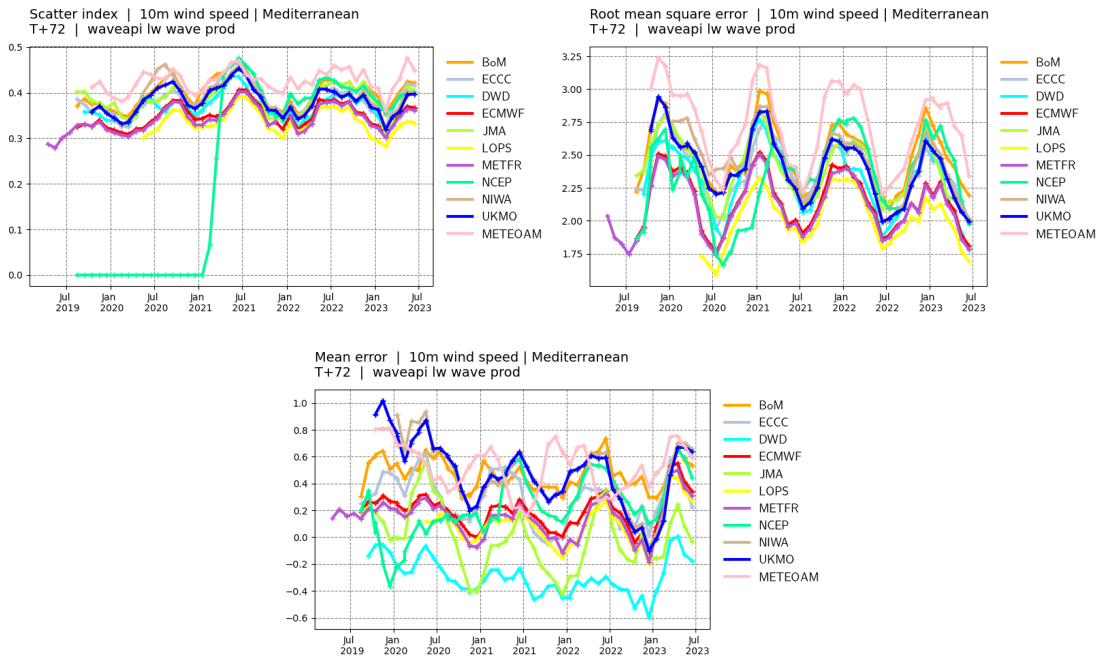 Scatter index | 10m wind speed | Mediterranean
T+72 | waveapi lw wave prod
0.5
0.4
0.3
0.2
0.1
0.0
Jul 2019
Jan 2020
Jul 2020
Jan 2021
Jul 2021
Jan 2022
Jul 2022
Jan 2023
Jul 2023
BoM
ECCC
DWD
ECMWF
JMA
LOPS
METFR
NCEP
NIWA
UKMO
METEOAM
Root mean square error | 10m wind speed | Mediterranean
T+72 | waveapi lw wave prod
3.25
3.00
2.75
2.50
2.25
2.00
1.75
Jul 2019
Jan 2020
Jul 2020
Jan 2021
Jul 2021
Jan 2022
Jul 2022
Jan 2023
Jul 2023
BoM
ECCC
DWD
ECMWF
JMA
LOPS
METFR
NCEP
NIWA
UKMO
METEOAM
Mean error | 10m wind speed | Mediterranean
T+72 | waveapi lw wave prod
1.0
0.8
0.6
0.4
0.2
0.0
−0.2
−0.4
−0.6
Jul 2019
Jan 2020
Jul 2020
Jan 2021
Jul 2021
Jan 2022
Jul 2022
Jan 2023
Jul 2023
BoM
ECCC
DWD
ECMWF
JMA
LOPS
METFR
NCEP
NIWA
UKMO
METEOAM